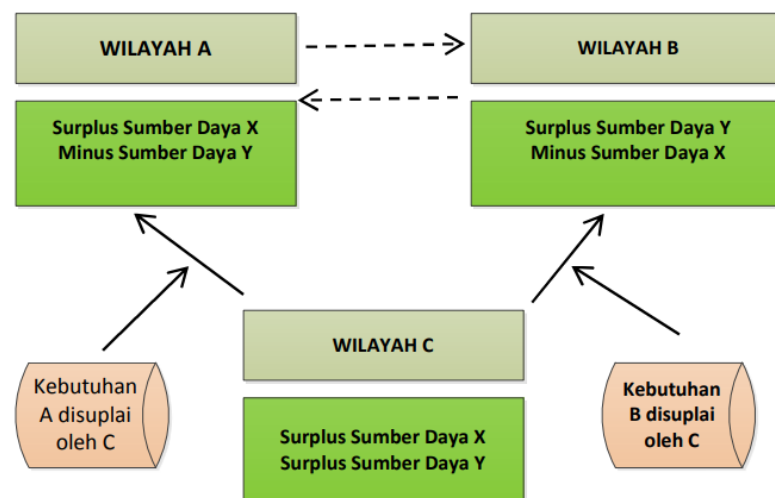 WILAYAH A
WILAYAH B
Surplus Sumber Daya X
Minus Sumber Daya Y
Surplus Sumber Daya Y
Minus Sumber Daya X
WILAYAH C
Kebutuhan
A disuplai
oleh C
Kebutuhan
B disuplai
oleh C
Surplus Sumber Daya X
Surplus Sumber Daya Y